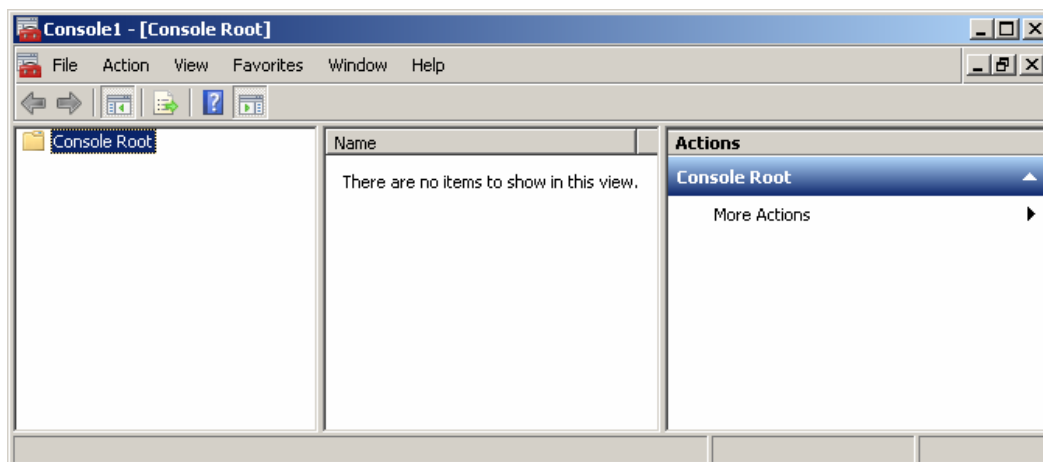 Console1 - [Console Root]
File Action View Favorites Window Help
Console Root
Name
There are no items to show in this view.
Actions
Console Root
More Actions